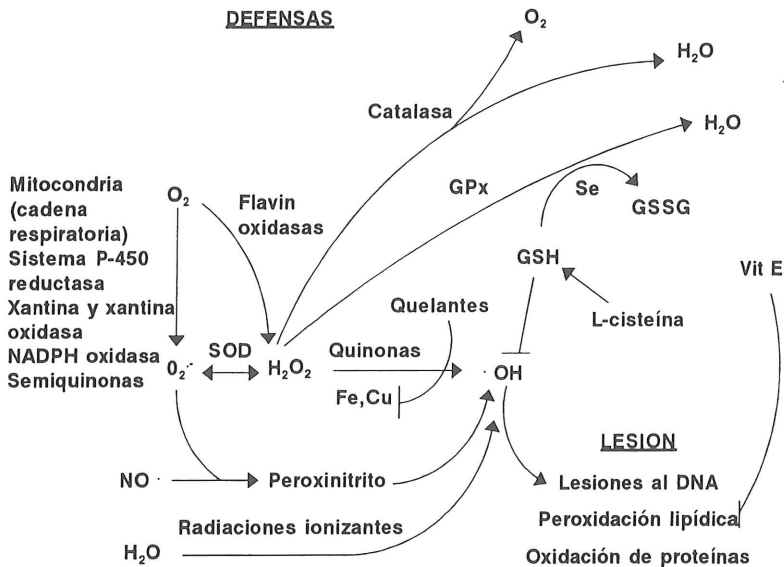 DEFENSAS
O₂
H₂O
Catalasa
H₂O
Mitocondria
(cadena
respiratoria)
Sistema P-450
reductasa
Xantina y xantina
oxidasa
NADPH oxidasa
Semiquinonas
O₂
Flavin
oxidasas
GPx
Se
GSSG
GSH
Vit E
L-cisteína
Quelantes
0₂·⁻
SOD
H₂O₂
Quinonas
Fe,Cu
·OH
LESION
NO ·
Peroxinitrito
Lesiones al DNA
Radiaciones ionizantes
Peroxidación lipídica
H₂O
Oxidación de proteínas